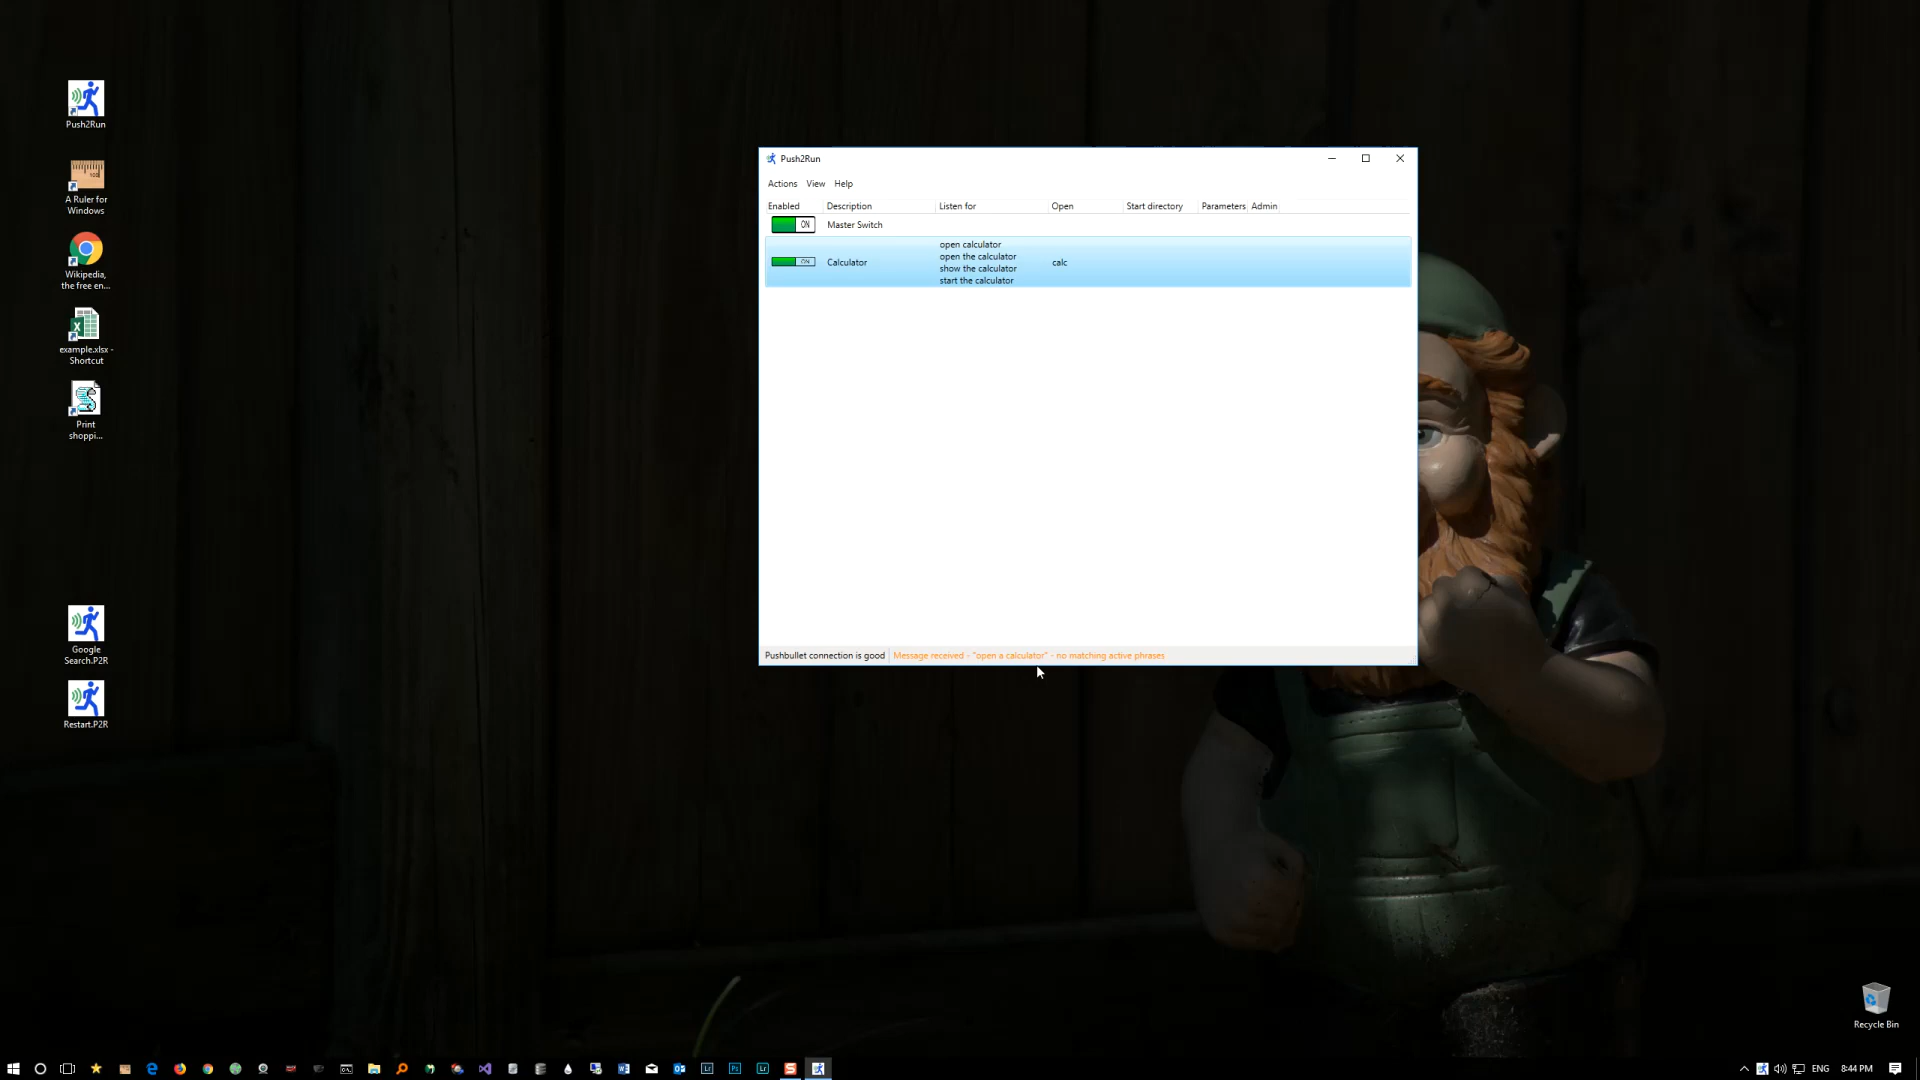 Push2Run
A Ruler for
Windows
Wikipedia,
the free en...
example.xlsx -
Shortcut
Print
shoppi...
Google
Search.P2R
Restart.P2R
Push2Run
Actions View Help
Enabled Description Listen for Open Start directory Parameters Admin
ON Master Switch
open calculator
open the calculator
ON Calculator calc
show the calculator
start the calculator
Pushbullet connection is good Message received - "open a calculator" - no matching active phrases
Recycle Bin
ENG 8:44 PM